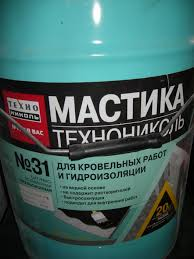 ТЕХНО
НИКОЛЬ
МАСТИКА
ТЕХНОНИКОЛЬ
№31
ДЛЯ КРОВЕЛЬНЫХ РАБОТ
И ГИДРОИЗОЛЯЦИИ
на водной основе
не содержит растворителей
быстросохнущая
подходит для внутренних работ
20